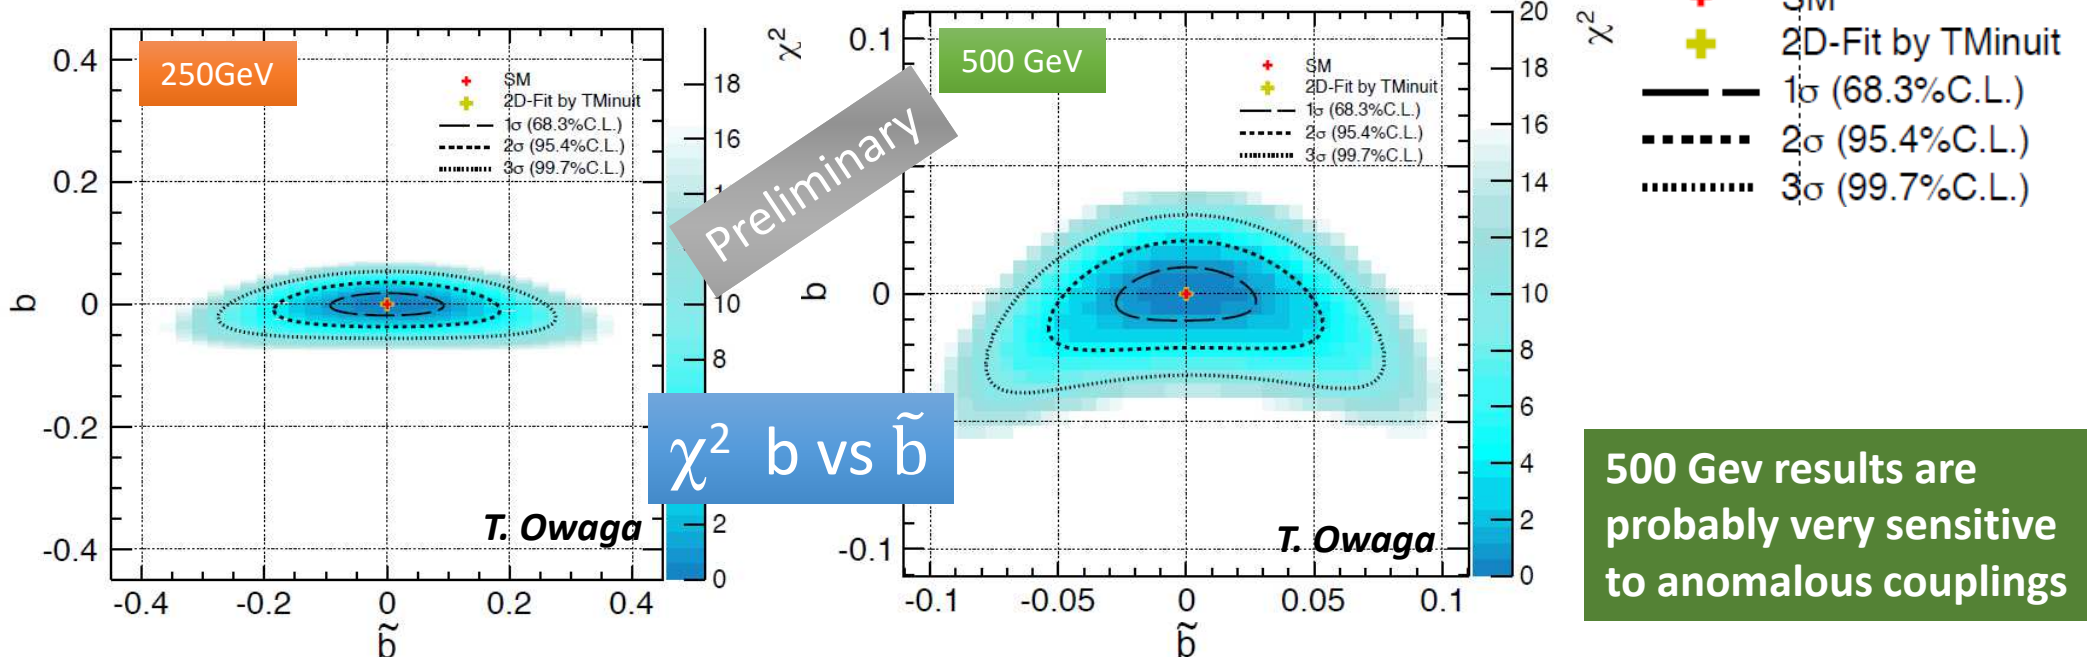 250GeV
SM
2D-Fit by TMinuit
1σ (68.3%C.L.)
2σ (95.4%C.L.)
3σ (99.7%C.L.)
0.4
0.2
0
-0.2
-0.4
b
-0.4 -0.2 0 0.2 0.4
b̃
T. Owaga
χ²
18
16
10
8
2
0
Preliminary
χ² b vs b̃
500 GeV
SM
2D-Fit by TMinuit
1σ (68.3%C.L.)
2σ (95.4%C.L.)
3σ (99.7%C.L.)
0.1
0
-0.1
b
-0.1 -0.05 0 0.05 0.1
b̃
T. Owaga
χ²
20
18
16
14
12
10
8
6
4
2
0
SM
2D-Fit by TMinuit
1σ (68.3%C.L.)
2σ (95.4%C.L.)
3σ (99.7%C.L.)
500 Gev results are
probably very sensitive
to anomalous couplings